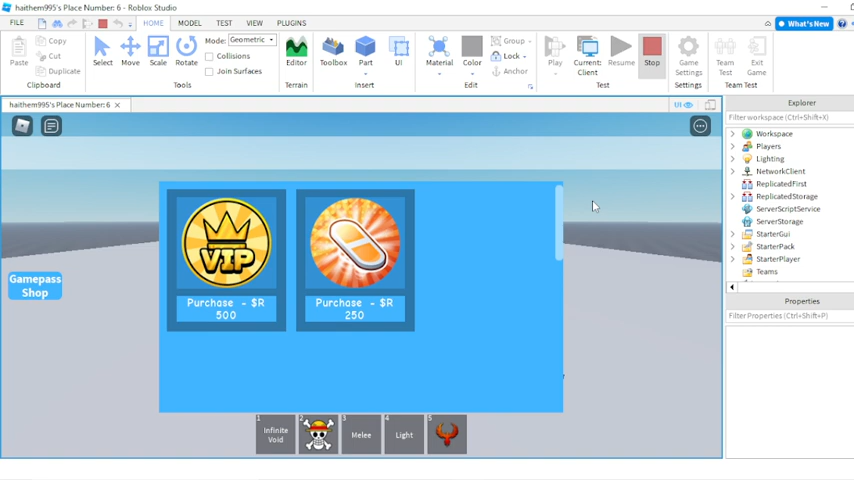 haithem995's Place Number: 6 - Roblox Studio
FILE HOME MODEL TEST VIEW PLUGINS What's New
Paste
Copy
Cut
Duplicate
Clipboard
Select Move Scale Rotate
Mode: Geometric
Collisions
Join Surfaces
Tools
Editor
Terrain
Toolbox Part UI
Insert
Material Color
Group
Lock
Anchor
Edit
Play
Current:
Client
Resume Stop
Test
Game
Settings
Settings
Team
Test
Exit
Game
Team Test
haithem995's Place Number: 6
UI
Explorer
Filter workspace (Ctrl+Shift+X)
Workspace
Players
Lighting
NetworkClient
ReplicatedFirst
ReplicatedStorage
ServerScriptService
ServerStorage
StarterGui
StarterPack
StarterPlayer
Teams
Properties
Filter Properties (Ctrl+Shift+P)
Gamepass
Shop
VIP
Purchase - $R
500
Purchase - $R
250
1
Infinite
Void
2
3
Melee
4
Light
5